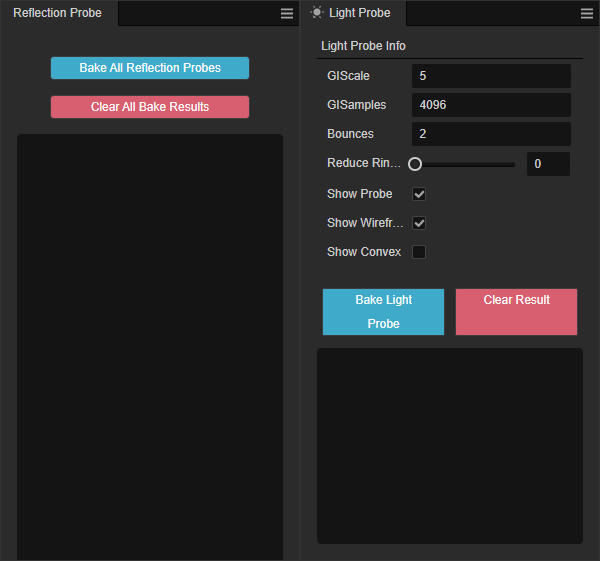 Reflection Probe
Bake All Reflection Probes
Clear All Bake Results
Light Probe
Light Probe Info
GIScale 5
GISamples 4096
Bounces 2
Reduce Rin... 0
Show Probe
Show Wirefr...
Show Convex
Bake Light
Probe
Clear Result